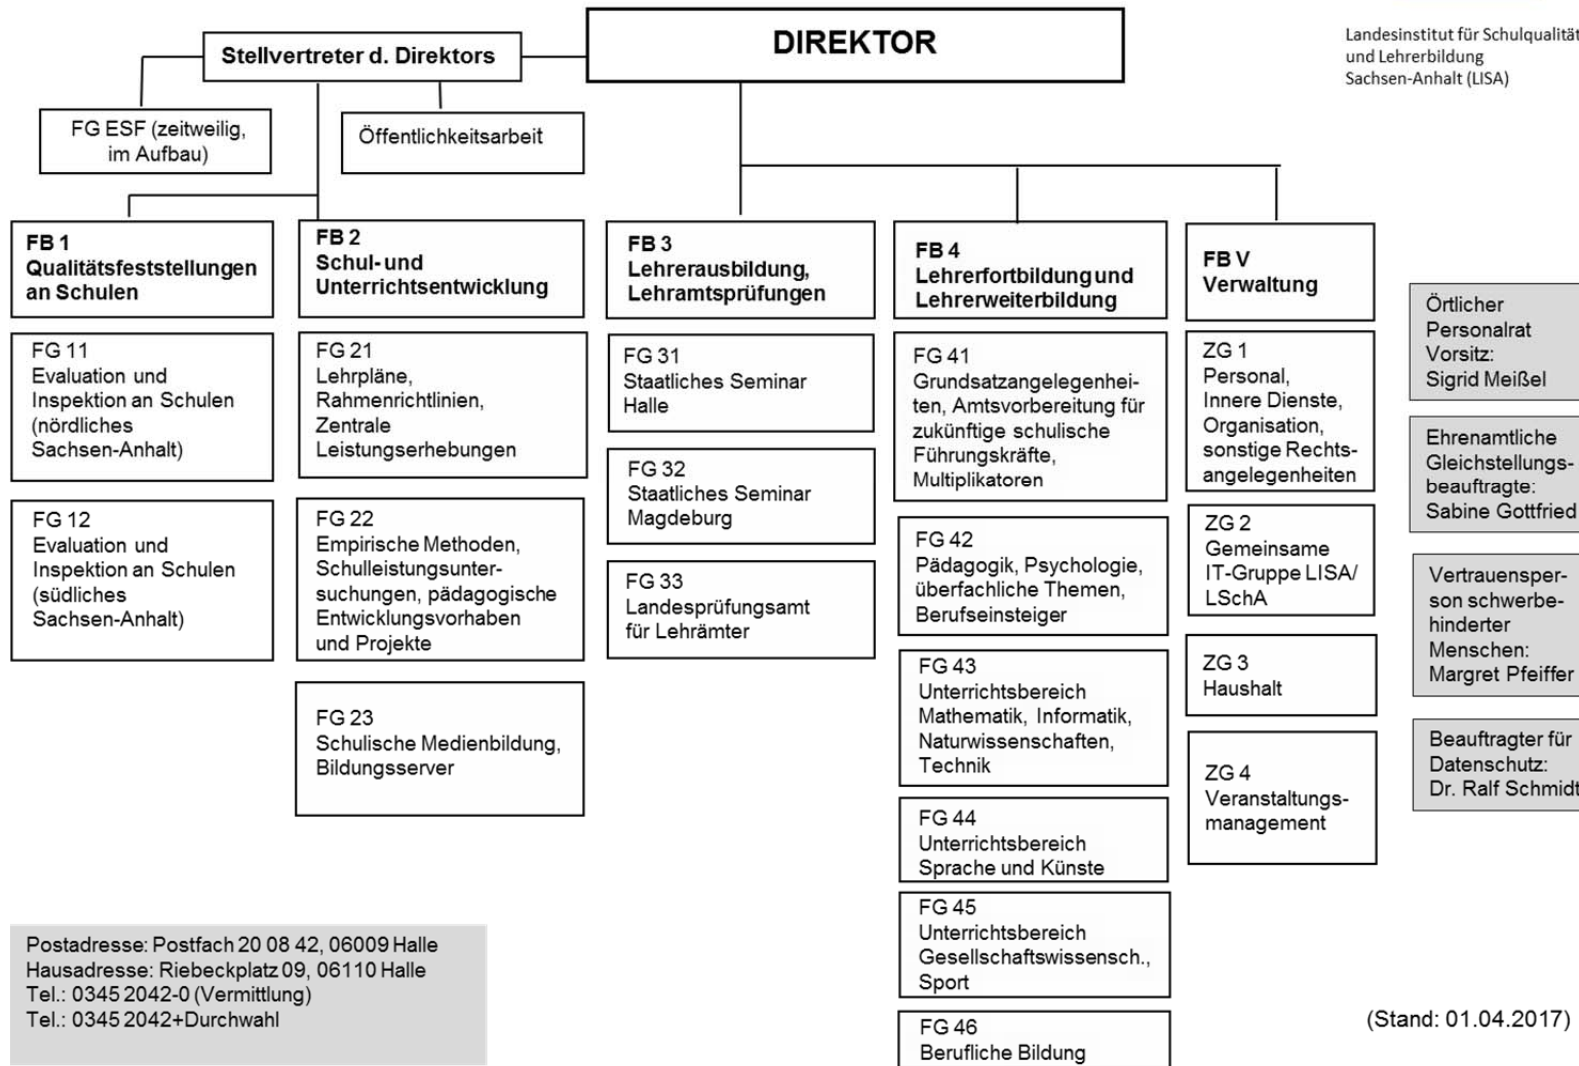 DIREKTOR
Landesinstitut für Schulqualität
und Lehrerbildung
Sachsen-Anhalt (LISA)
Stellvertreter d. Direktors
FG ESF (zeitweilig,
im Aufbau)
Öffentlichkeitsarbeit
FB 1
Qualitätsfeststellungen
an Schulen
FG 11
Evaluation und
Inspektion an Schulen
(nördliches
Sachsen-Anhalt)
FG 12
Evaluation und
Inspektion an Schulen
(südliches
Sachsen-Anhalt)
FB 2
Schul- und
Unterrichtsentwicklung
FG 21
Lehrpläne,
Rahmenrichtlinien,
Zentrale
Leistungserhebungen
FG 22
Empirische Methoden,
Schulleistungsunter-
suchungen, pädagogische
Entwicklungsvorhaben
und Projekte
FG 23
Schulische Medienbildung,
Bildungsserver
FB 3
Lehrerausbildung,
Lehramtsprüfungen
FG 31
Staatliches Seminar
Halle
FG 32
Staatliches Seminar
Magdeburg
FG 33
Landesprüfungsamt
für Lehrämter
FB 4
Lehrerfortbildung und
Lehrerweiterbildung
FG 41
Grundsatzangelegenhei-
ten, Amtsvorbereitung für
zukünftige schulische
Führungskräfte,
Multiplikatoren
FG 42
Pädagogik, Psychologie,
überfachliche Themen,
Berufseinsteiger
FG 43
Unterrichtsbereich
Mathematik, Informatik,
Naturwissenschaften,
Technik
FG 44
Unterrichtsbereich
Sprache und Künste
FG 45
Unterrichtsbereich
Gesellschaftswissensch.,
Sport
FG 46
Berufliche Bildung
FB V
Verwaltung
ZG 1
Personal,
Innere Dienste,
Organisation,
sonstige Rechts-
angelegenheiten
ZG 2
Gemeinsame
IT-Gruppe LISA/
LSchA
ZG 3
Haushalt
ZG 4
Veranstaltungs-
management
Örtlicher
Personalrat
Vorsitz:
Sigrid Meißel
Ehrenamtliche
Gleichstellungs-
beauftragte:
Sabine Gottfried
Vertrauensper-
son schwerbe-
hinderter
Menschen:
Margret Pfeiffer
Beauftragter für
Datenschutz:
Dr. Ralf Schmidt
Postadresse: Postfach 20 08 42, 06009 Halle
Hausadresse: Riebeckplatz 09, 06110 Halle
Tel.: 0345 2042-0 (Vermittlung)
Tel.: 0345 2042+Durchwahl
(Stand: 01.04.2017)